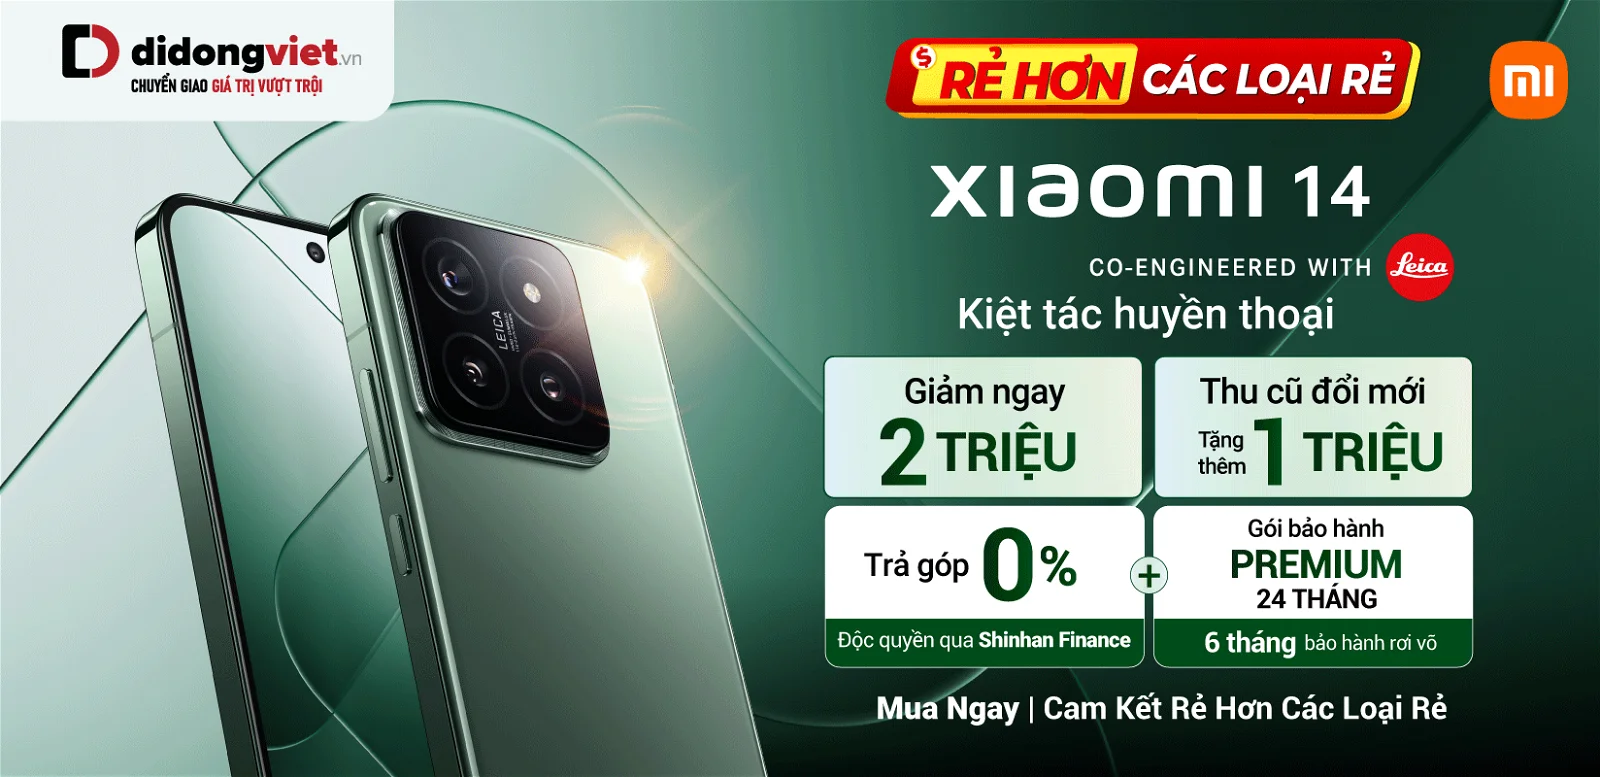 didongviet.vn
CHUYỂN GIAO GIÁ TRỊ VƯỢT TRỘI
$ RẺ HƠN CÁC LOẠI RẺ
mi
xiaomi 14
CO-ENGINEERED WITH Leica
Kiệt tác huyền thoại
LEICA
Giảm ngay
2 TRIỆU
Thu cũ đổi mới
Tặng thêm 1 TRIỆU
Trả góp 0%
Độc quyền qua Shinhan Finance
+
Gói bảo hành
PREMIUM
24 THÁNG
6 tháng bảo hành rơi vỡ
Mua Ngay | Cam Kết Rẻ Hơn Các Loại Rẻ